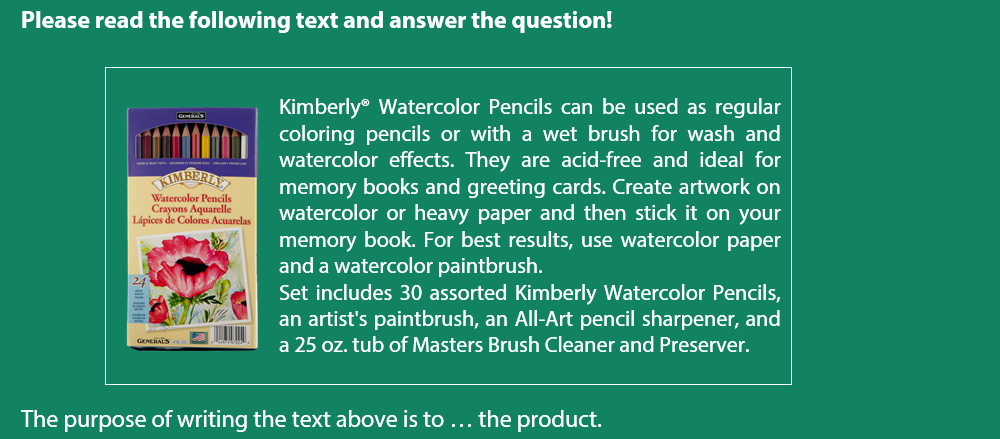 Please read the following text and answer the question!
Kimberly® Watercolor Pencils can be used as regular
coloring pencils or with a wet brush for wash and
watercolor effects. They are acid-free and ideal for
memory books and greeting cards. Create artwork on
watercolor or heavy paper and then stick it on your
memory book. For best results, use watercolor paper
and a watercolor paintbrush.
Set includes 30 assorted Kimberly Watercolor Pencils,
an artist's paintbrush, an All-Art pencil sharpener, and
a 25 oz. tub of Masters Brush Cleaner and Preserver.
GENERAL'S
KIMBERLY
Watercolor Pencils
Crayons Aquarelle
Lápices de Colores Acuarelas
24
GENERAL'S
The purpose of writing the text above is to … the product.